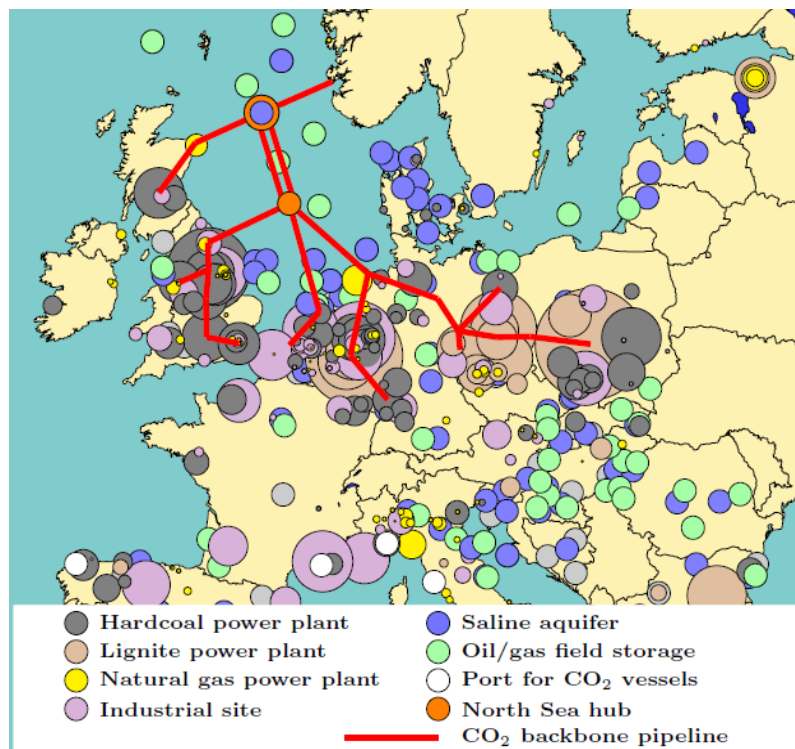 Hardcoal power plant
Lignite power plant
Natural gas power plant
Industrial site
Saline aquifer
Oil/gas field storage
Port for CO₂ vessels
North Sea hub
CO₂ backbone pipeline